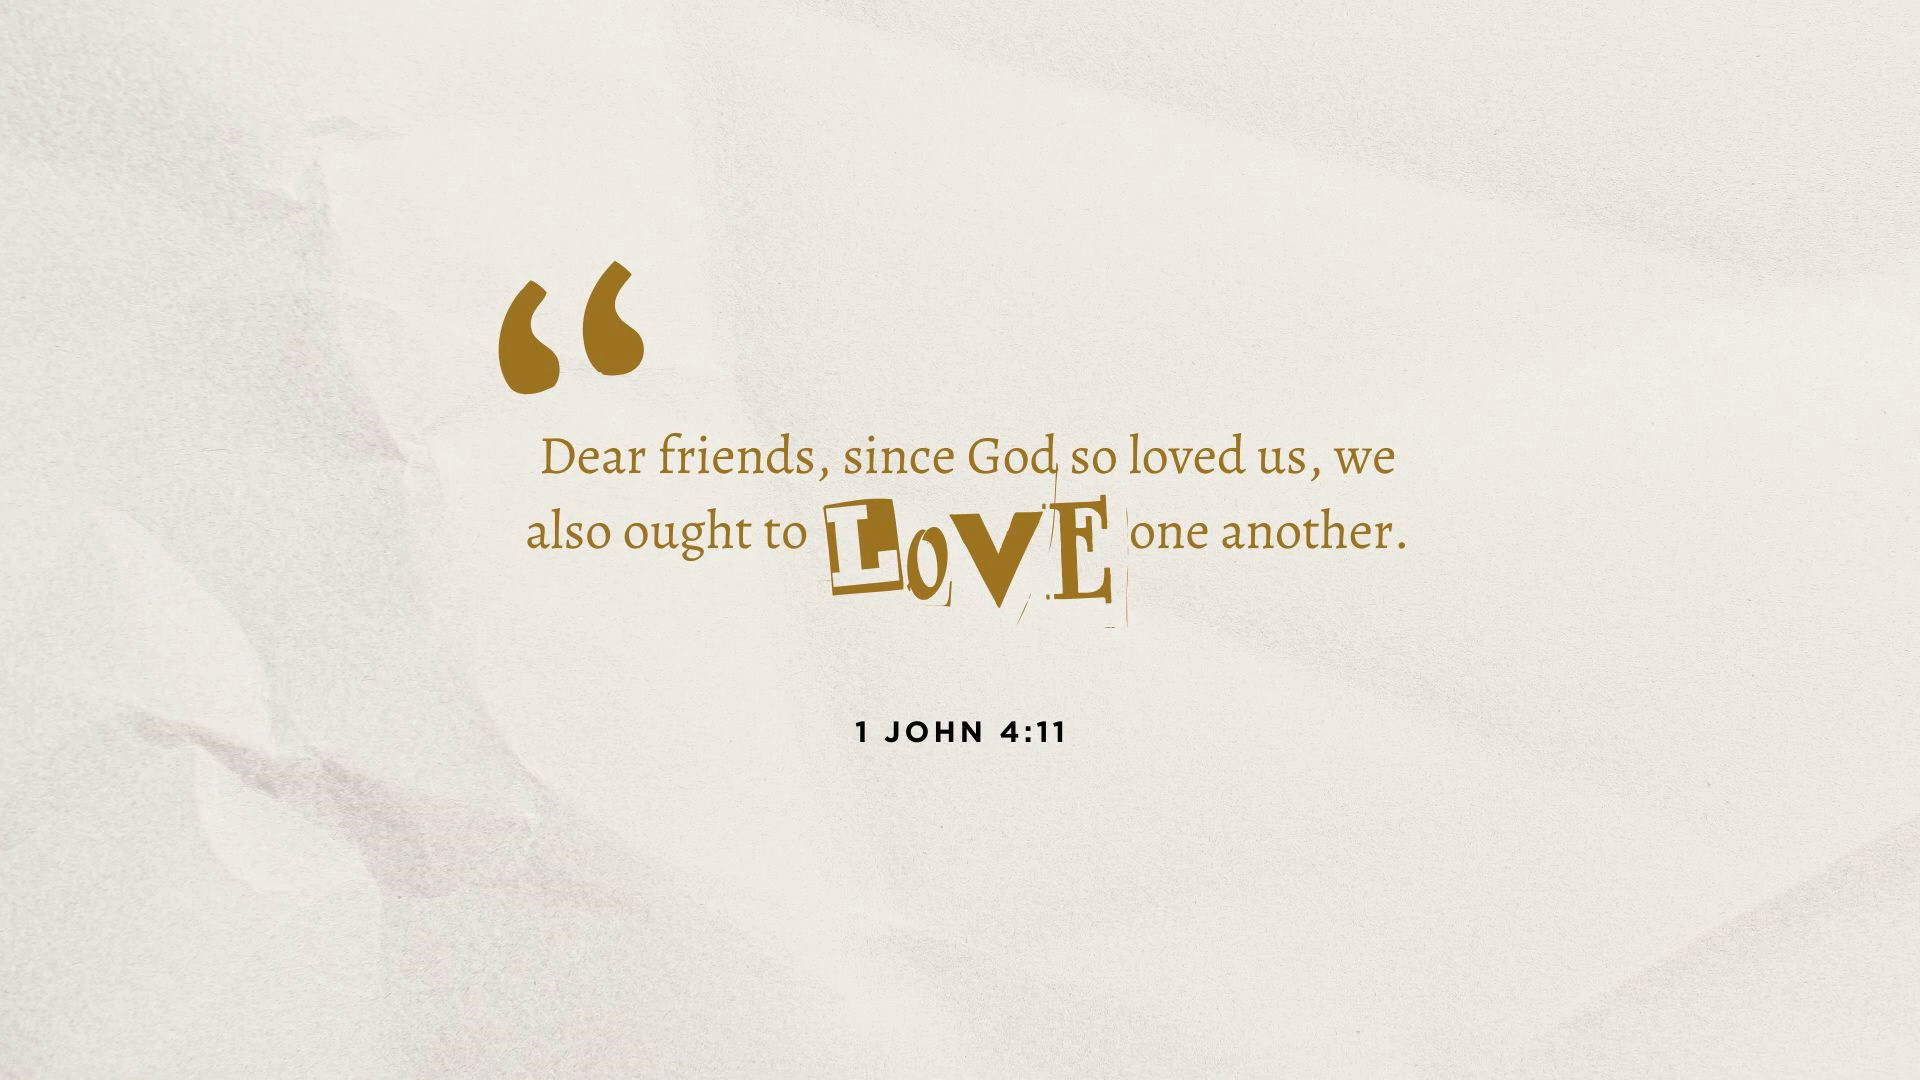 “
Dear friends, since God so loved us, we
also ought to LoVE one another.
1 JOHN 4:11